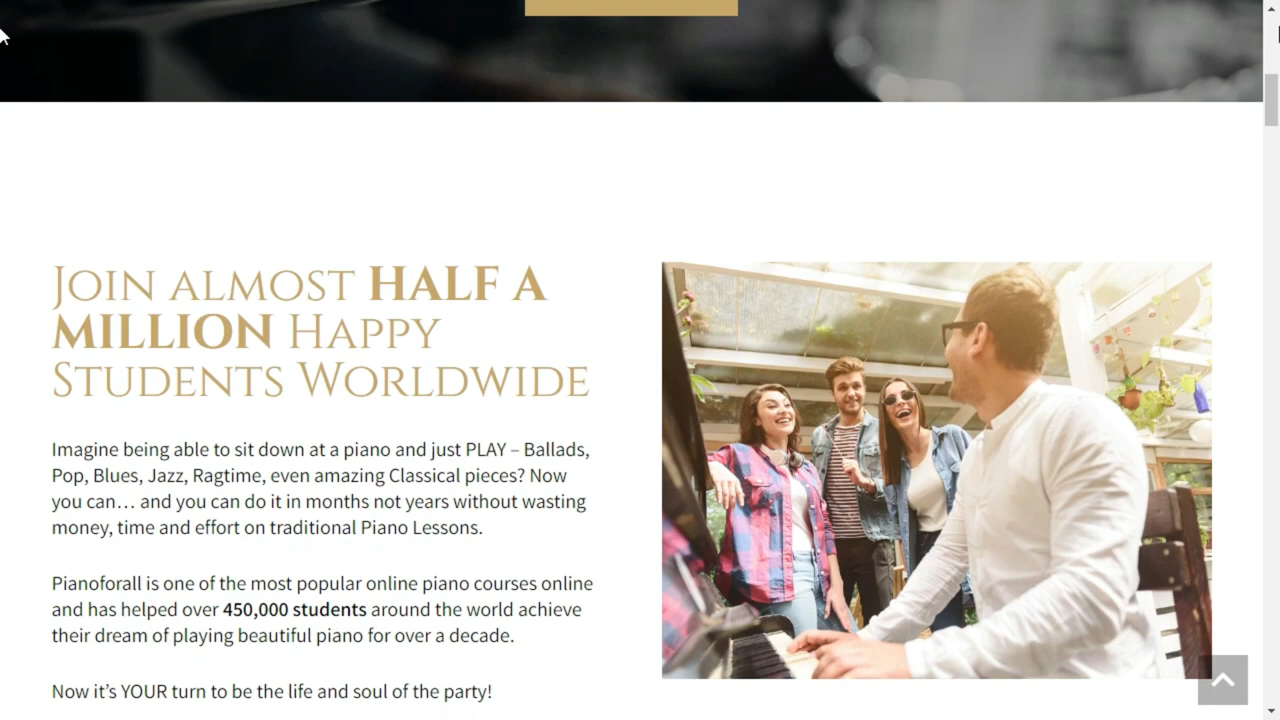 Join almost HALF A
MILLION Happy
Students Worldwide
Imagine being able to sit down at a piano and just PLAY – Ballads,
Pop, Blues, Jazz, Ragtime, even amazing Classical pieces? Now
you can… and you can do it in months not years without wasting
money, time and effort on traditional Piano Lessons.
Pianoforall is one of the most popular online piano courses online
and has helped over 450,000 students around the world achieve
their dream of playing beautiful piano for over a decade.
Now it’s YOUR turn to be the life and soul of the party!